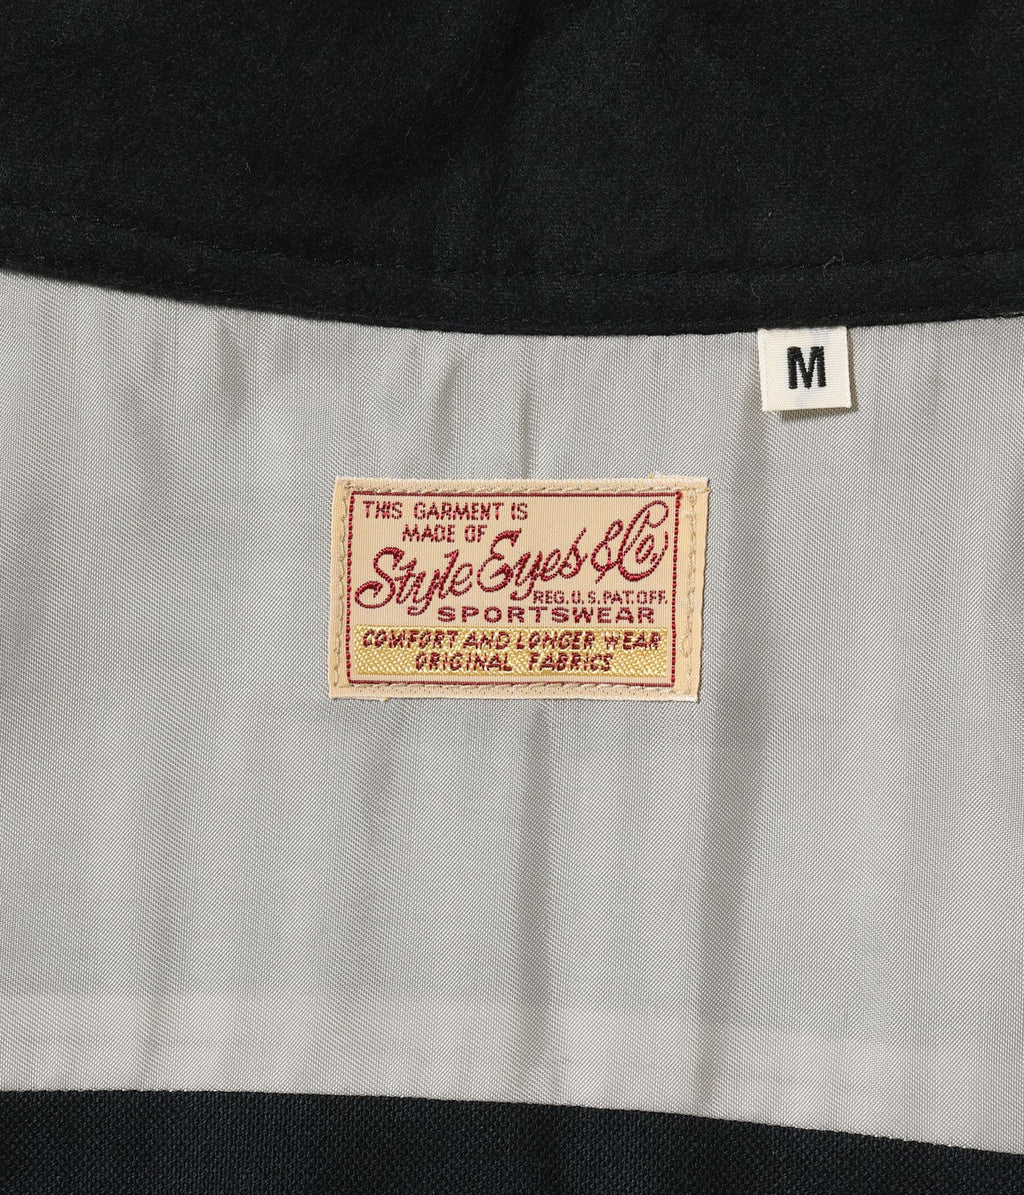 M
THIS GARMENT IS
MADE OF
Style Eyes & Co,
REG. U.S. PAT. OFF.
SPORTSWEAR
COMFORT AND LONGER WEAR
ORIGINAL FABRICS